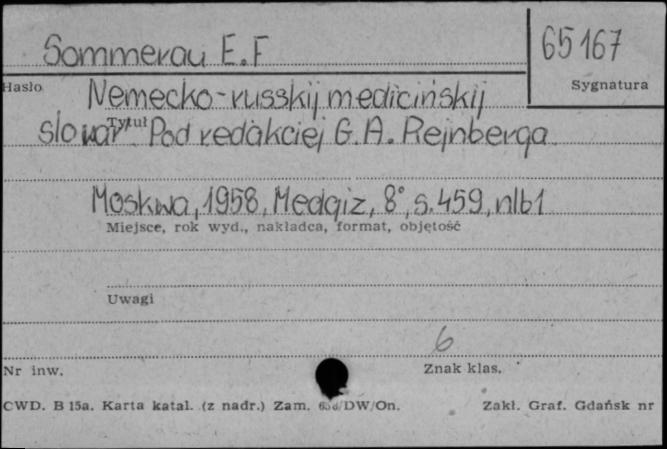 Sommerau E.F
65167
Hasło
Sygnatura
Nemecko-russkij medicińskij
Tytuł
slovar' Pod redakciej G.A. Rejnberga
Moskwa, 1958, Medgiz, 8°, s. 459, nlb1
Miejsce, rok wyd., nakładca, format, objętość
Uwagi
6
Nr inw.
Znak klas.
CWD. B 15a. Karta katal. (z nadr.) Zam. /DW/On.
Zakł. Graf. Gdańsk nr